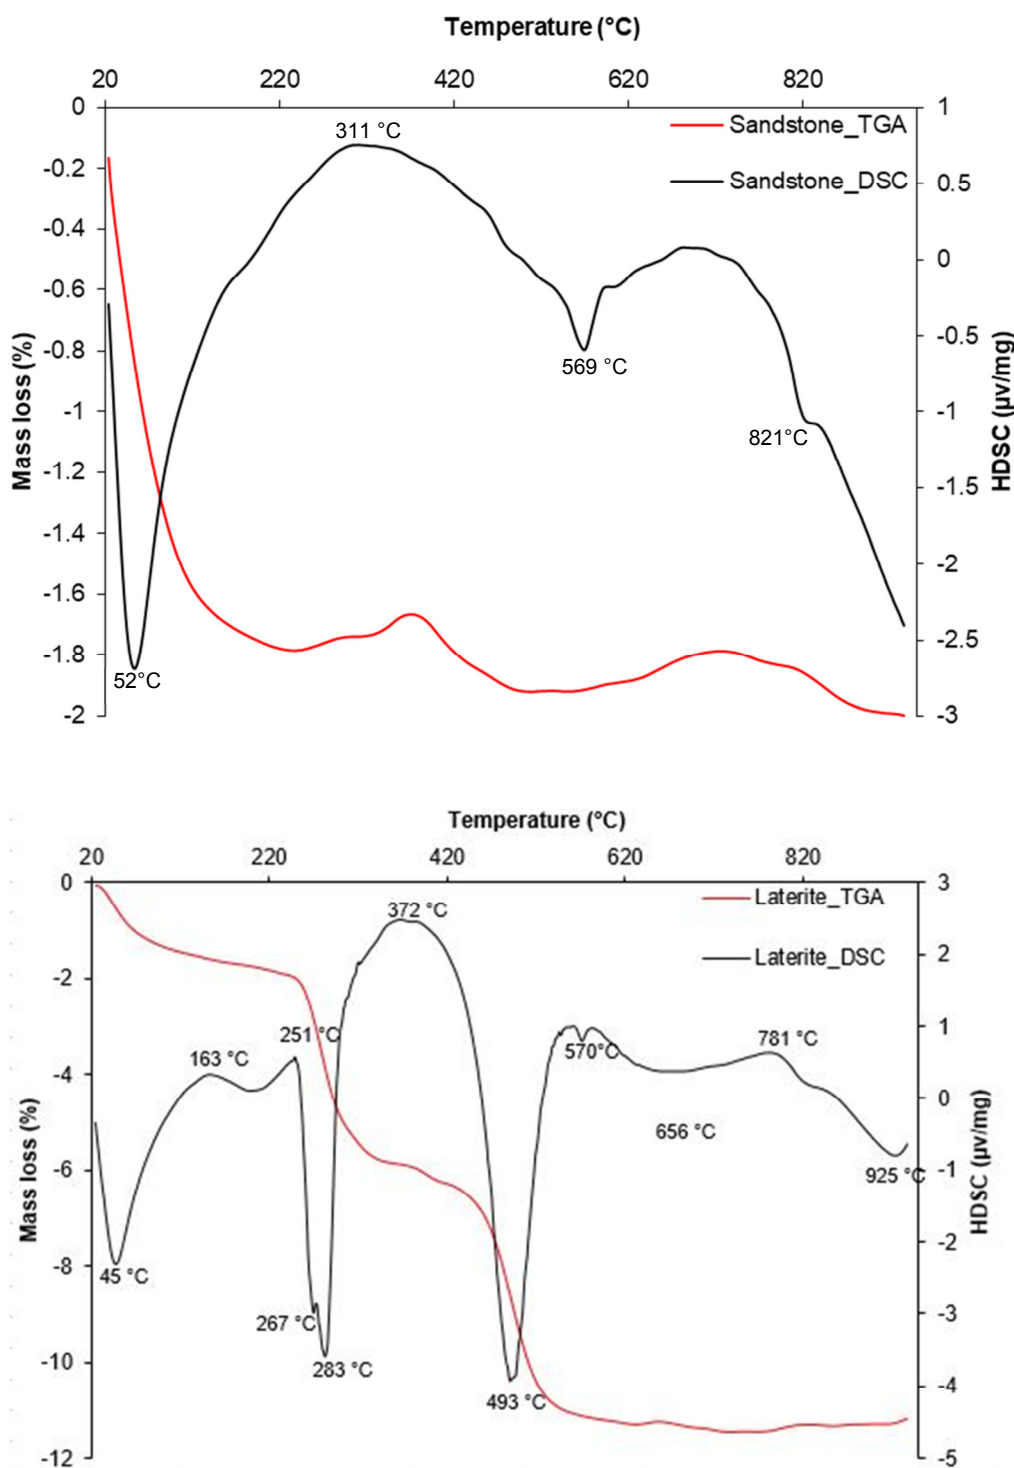 Temperature (°C)
20 220 420 620 820
0 1
311 °C
Sandstone_TGA
-0.2
0.5
Sandstone_DSC
-0.4
0
-0.6
-0.5
-0.8
569 °C
Mass loss (%)
HDSC (μv/mg)
-1 -1
821°C
-1.2
-1.5
-1.4
-2
-1.6
-2.5
-1.8
52°C
-2 -3
Temperature (°C)
20 220 420 620 820
0 3
Laterite_TGA
372 °C
2
Laterite_DSC
-2
1
251 °C
163 °C
570°C
781 °C
-4
0
656 °C
Mass loss (%)
HDSC (μv/mg)
-6 -1
925 °C
-2
-8
45 °C
-3
267 °C
-10
283 °C
-4
493 °C
-12 -5